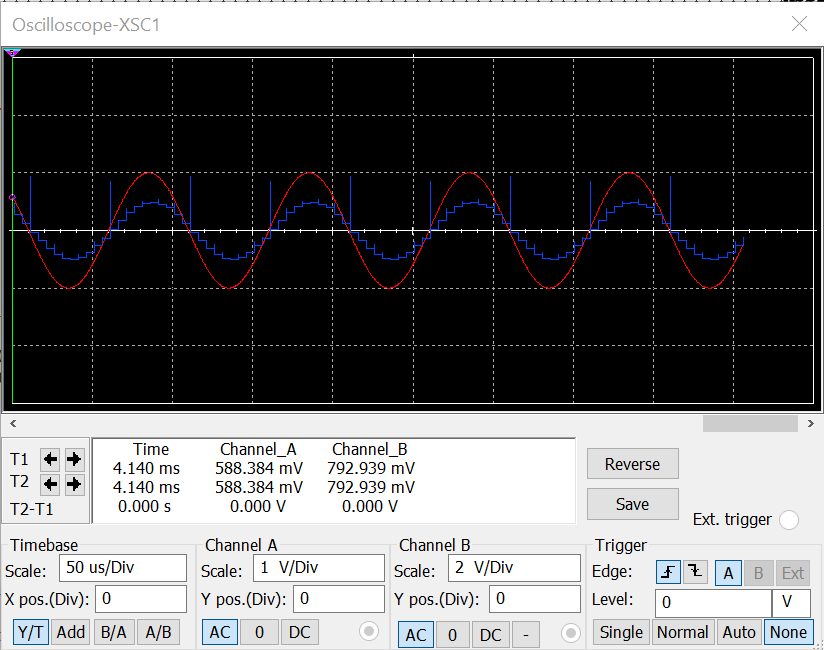 Oscilloscope-XSC1
Time Channel_A Channel_B
T1 4.140 ms 588.384 mV 792.939 mV
T2 4.140 ms 588.384 mV 792.939 mV
T2-T1 0.000 s 0.000 V 0.000 V
Reverse
Save
Ext. trigger
Timebase
Scale: 50 us/Div
X pos.(Div): 0
Y/T Add B/A A/B
Channel A
Scale: 1 V/Div
Y pos.(Div): 0
AC 0 DC
Channel B
Scale: 2 V/Div
Y pos.(Div): 0
AC 0 DC -
Trigger
Edge: A B Ext
Level: 0 V
Single Normal Auto None